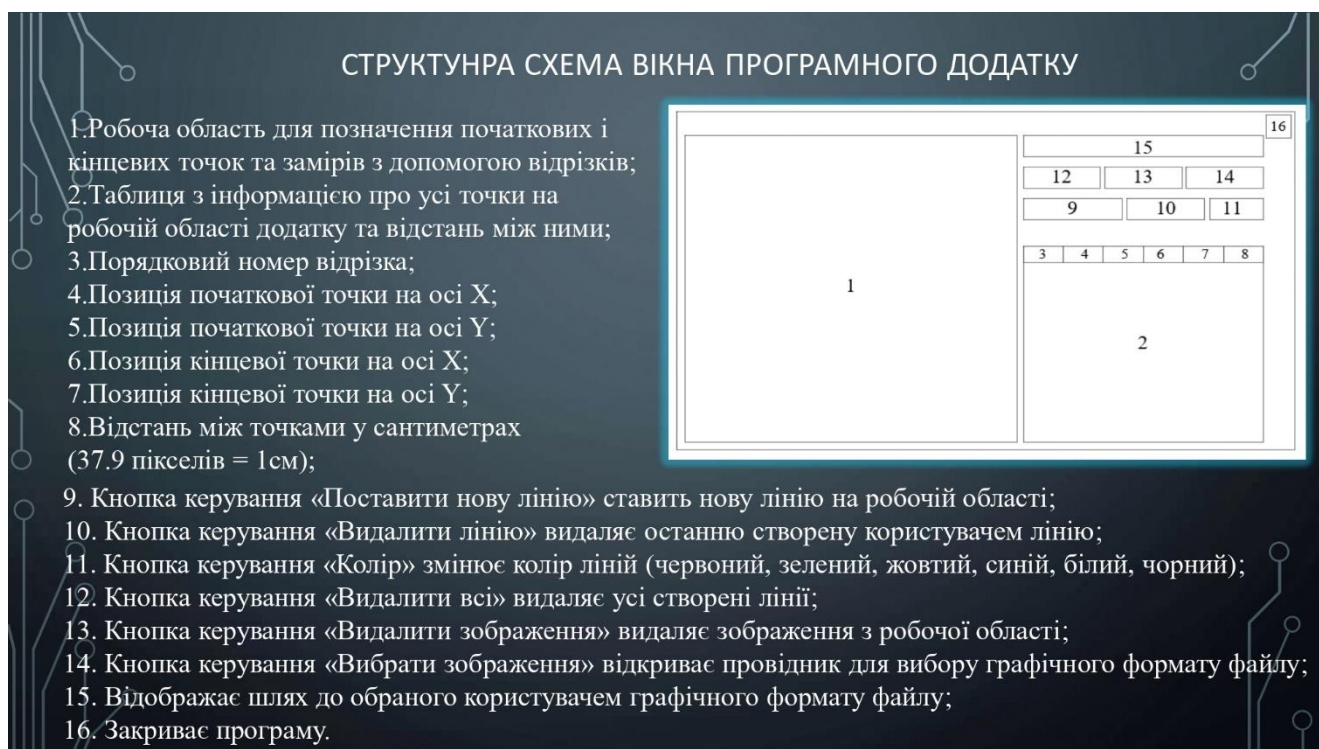 СТРУКТУНРА СХЕМА ВІКНА ПРОГРАМНОГО ДОДАТКУ
1.Робоча область для позначення початкових і
кінцевих точок та замірів з допомогою відрізків;
2.Таблиця з інформацією про усі точки на
робочій області додатку та відстань між ними;
3.Порядковий номер відрізка;
4.Позиція початкової точки на осі X;
5.Позиція початкової точки на осі Y;
6.Позиція кінцевої точки на осі X;
7.Позиція кінцевої точки на осі Y;
8.Відстань між точками у сантиметрах
(37.9 пікселів = 1см);
16
15
12 13 14
9 10 11
3 4 5 6 7 8
1
2
9. Кнопка керування «Поставити нову лінію» ставить нову лінію на робочій області;
10. Кнопка керування «Видалити лінію» видаляє останню створену користувачем лінію;
11. Кнопка керування «Колір» змінює колір ліній (червоний, зелений, жовтий, синій, білий, чорний);
12. Кнопка керування «Видалити всі» видаляє усі створені лінії;
13. Кнопка керування «Видалити зображення» видаляє зображення з робочої області;
14. Кнопка керування «Вибрати зображення» відкриває провідник для вибору графічного формату файлу;
15. Відображає шлях до обраного користувачем графічного формату файлу;
16. Закриває програму.